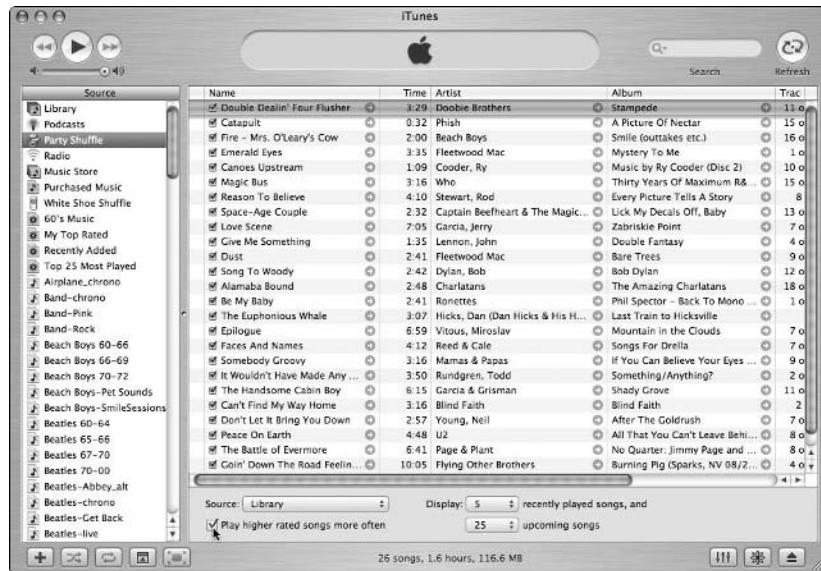 iTunes
Search
Refresh
Source
Library
Podcasts
Party Shuffle
Radio
Music Store
Purchased Music
White Shoe Shuffle
60's Music
My Top Rated
Recently Added
Top 25 Most Played
Airplane_chrono
Band-chrono
Band-Pink
Band-Rock
Beach Boys 60-66
Beach Boys 66-69
Beach Boys 70-72
Beach Boys-Pet Sounds
Beach Boys-SmileSessions
Beatles 60-64
Beatles 65-66
Beatles 67-70
Beatles 70-00
Beatles-Abbey_alt
Beatles-chrono
Beatles-Get Back
Beatles-live
Name Time Artist Album Trac
Double Dealin' Four Flusher 3:29 Doobie Brothers Stampede 11 o
Catapult 0:32 Phish A Picture Of Nectar 15 o
Fire - Mrs. O'Leary's Cow 2:00 Beach Boys Smile (outtakes etc.) 16 o
Emerald Eyes 3:35 Fleetwood Mac Mystery To Me 1 o
Canoes Upstream 1:09 Cooder, Ry Music by Ry Cooder (Disc 2) 10 o
Magic Bus 3:16 Who Thirty Years Of Maximum R&... 15 o
Reason To Believe 4:10 Stewart, Rod Every Picture Tells A Story 8
Space-Age Couple 2:32 Captain Beefheart & The Magic... Lick My Decals Off, Baby 13 o
Love Scene 7:05 Garcia, Jerry Zabriskie Point 7 o
Give Me Something 1:35 Lennon, John Double Fantasy 4 o
Dust 2:41 Fleetwood Mac Bare Trees 9 o
Song To Woody 2:42 Dylan, Bob Bob Dylan 12 o
Alamaba Bound 2:48 Charlatans The Amazing Charlatans 18 o
Be My Baby 2:41 Ronettes Phil Spector - Back To Mono ... 1 o
The Euphonious Whale 3:07 Hicks, Dan (Dan Hicks & His H... Last Train to Hicksville
Epilogue 6:59 Vitous, Miroslav Mountain in the Clouds 7 o
Faces And Names 4:12 Reed & Cale Songs For Drella 7 o
Somebody Groovy 3:16 Mamas & Papas If You Can Believe Your Eyes ... 9 o
It Wouldn't Have Made Any ... 3:50 Rundgren, Todd Something/Anything? 2 o
The Handsome Cabin Boy 6:15 Garcia & Grisman Shady Grove 11 o
Can't Find My Way Home 3:16 Blind Faith Blind Faith 2
Don't Let It Bring You Down 2:57 Young, Neil After The Goldrush 7 o
Peace On Earth 4:48 U2 All That You Can't Leave Behi... 8 o
The Battle of Evermore 6:41 Page & Plant No Quarter: Jimmy Page and ... 8 o
Goin' Down The Road Feelin... 10:05 Flying Other Brothers Burning Pig (Sparks, NV 08/2... 4 o
Source: Library Display: 5 recently played songs, and
Play higher rated songs more often 25 upcoming songs
26 songs, 1.6 hours, 116.6 MB